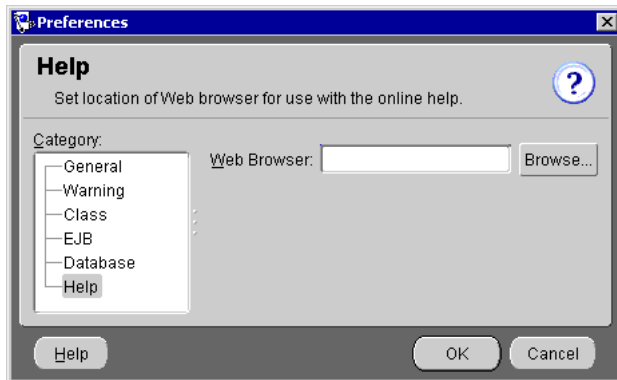 Preferences
Help
Set location of Web browser for use with the online help.
?
Category:
General
Warning
Class
EJB
Database
Help
Web Browser:
Browse...
Help
OK
Cancel